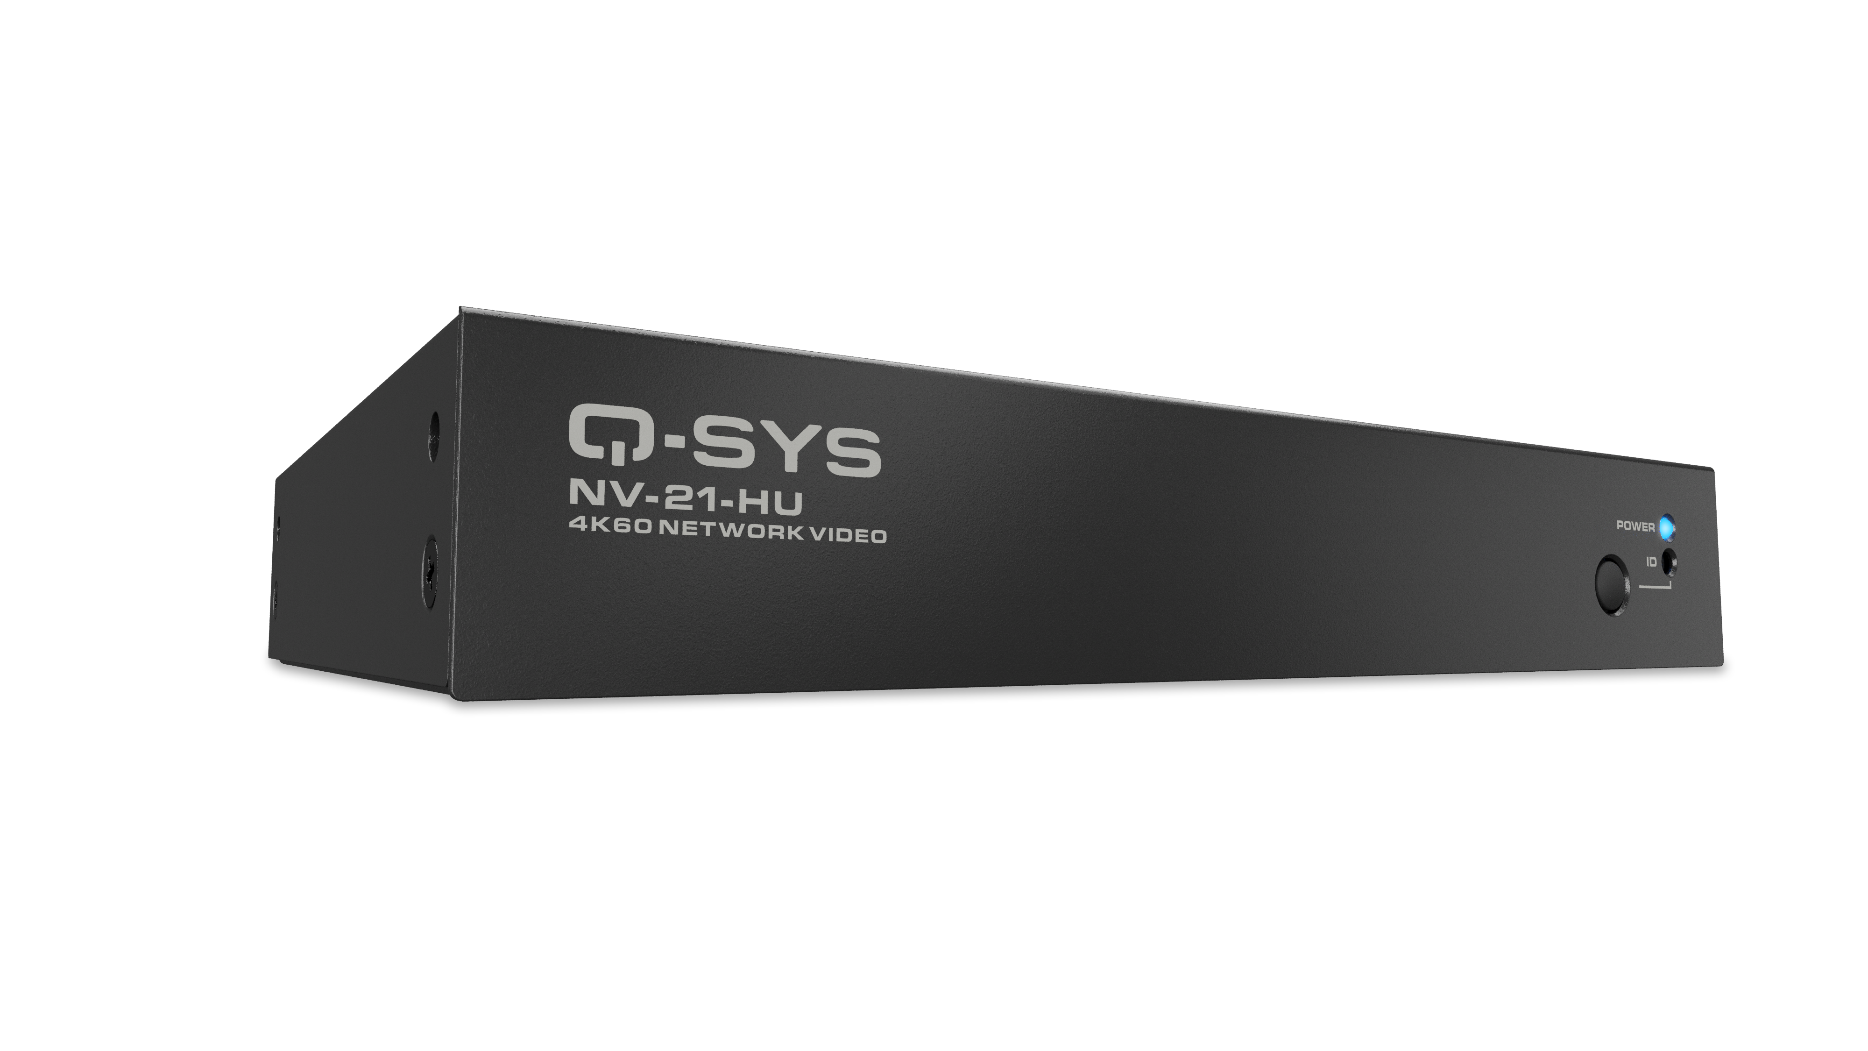 Q-SYS
NV-21-HU
4K60 NETWORK VIDEO
POWER
ID